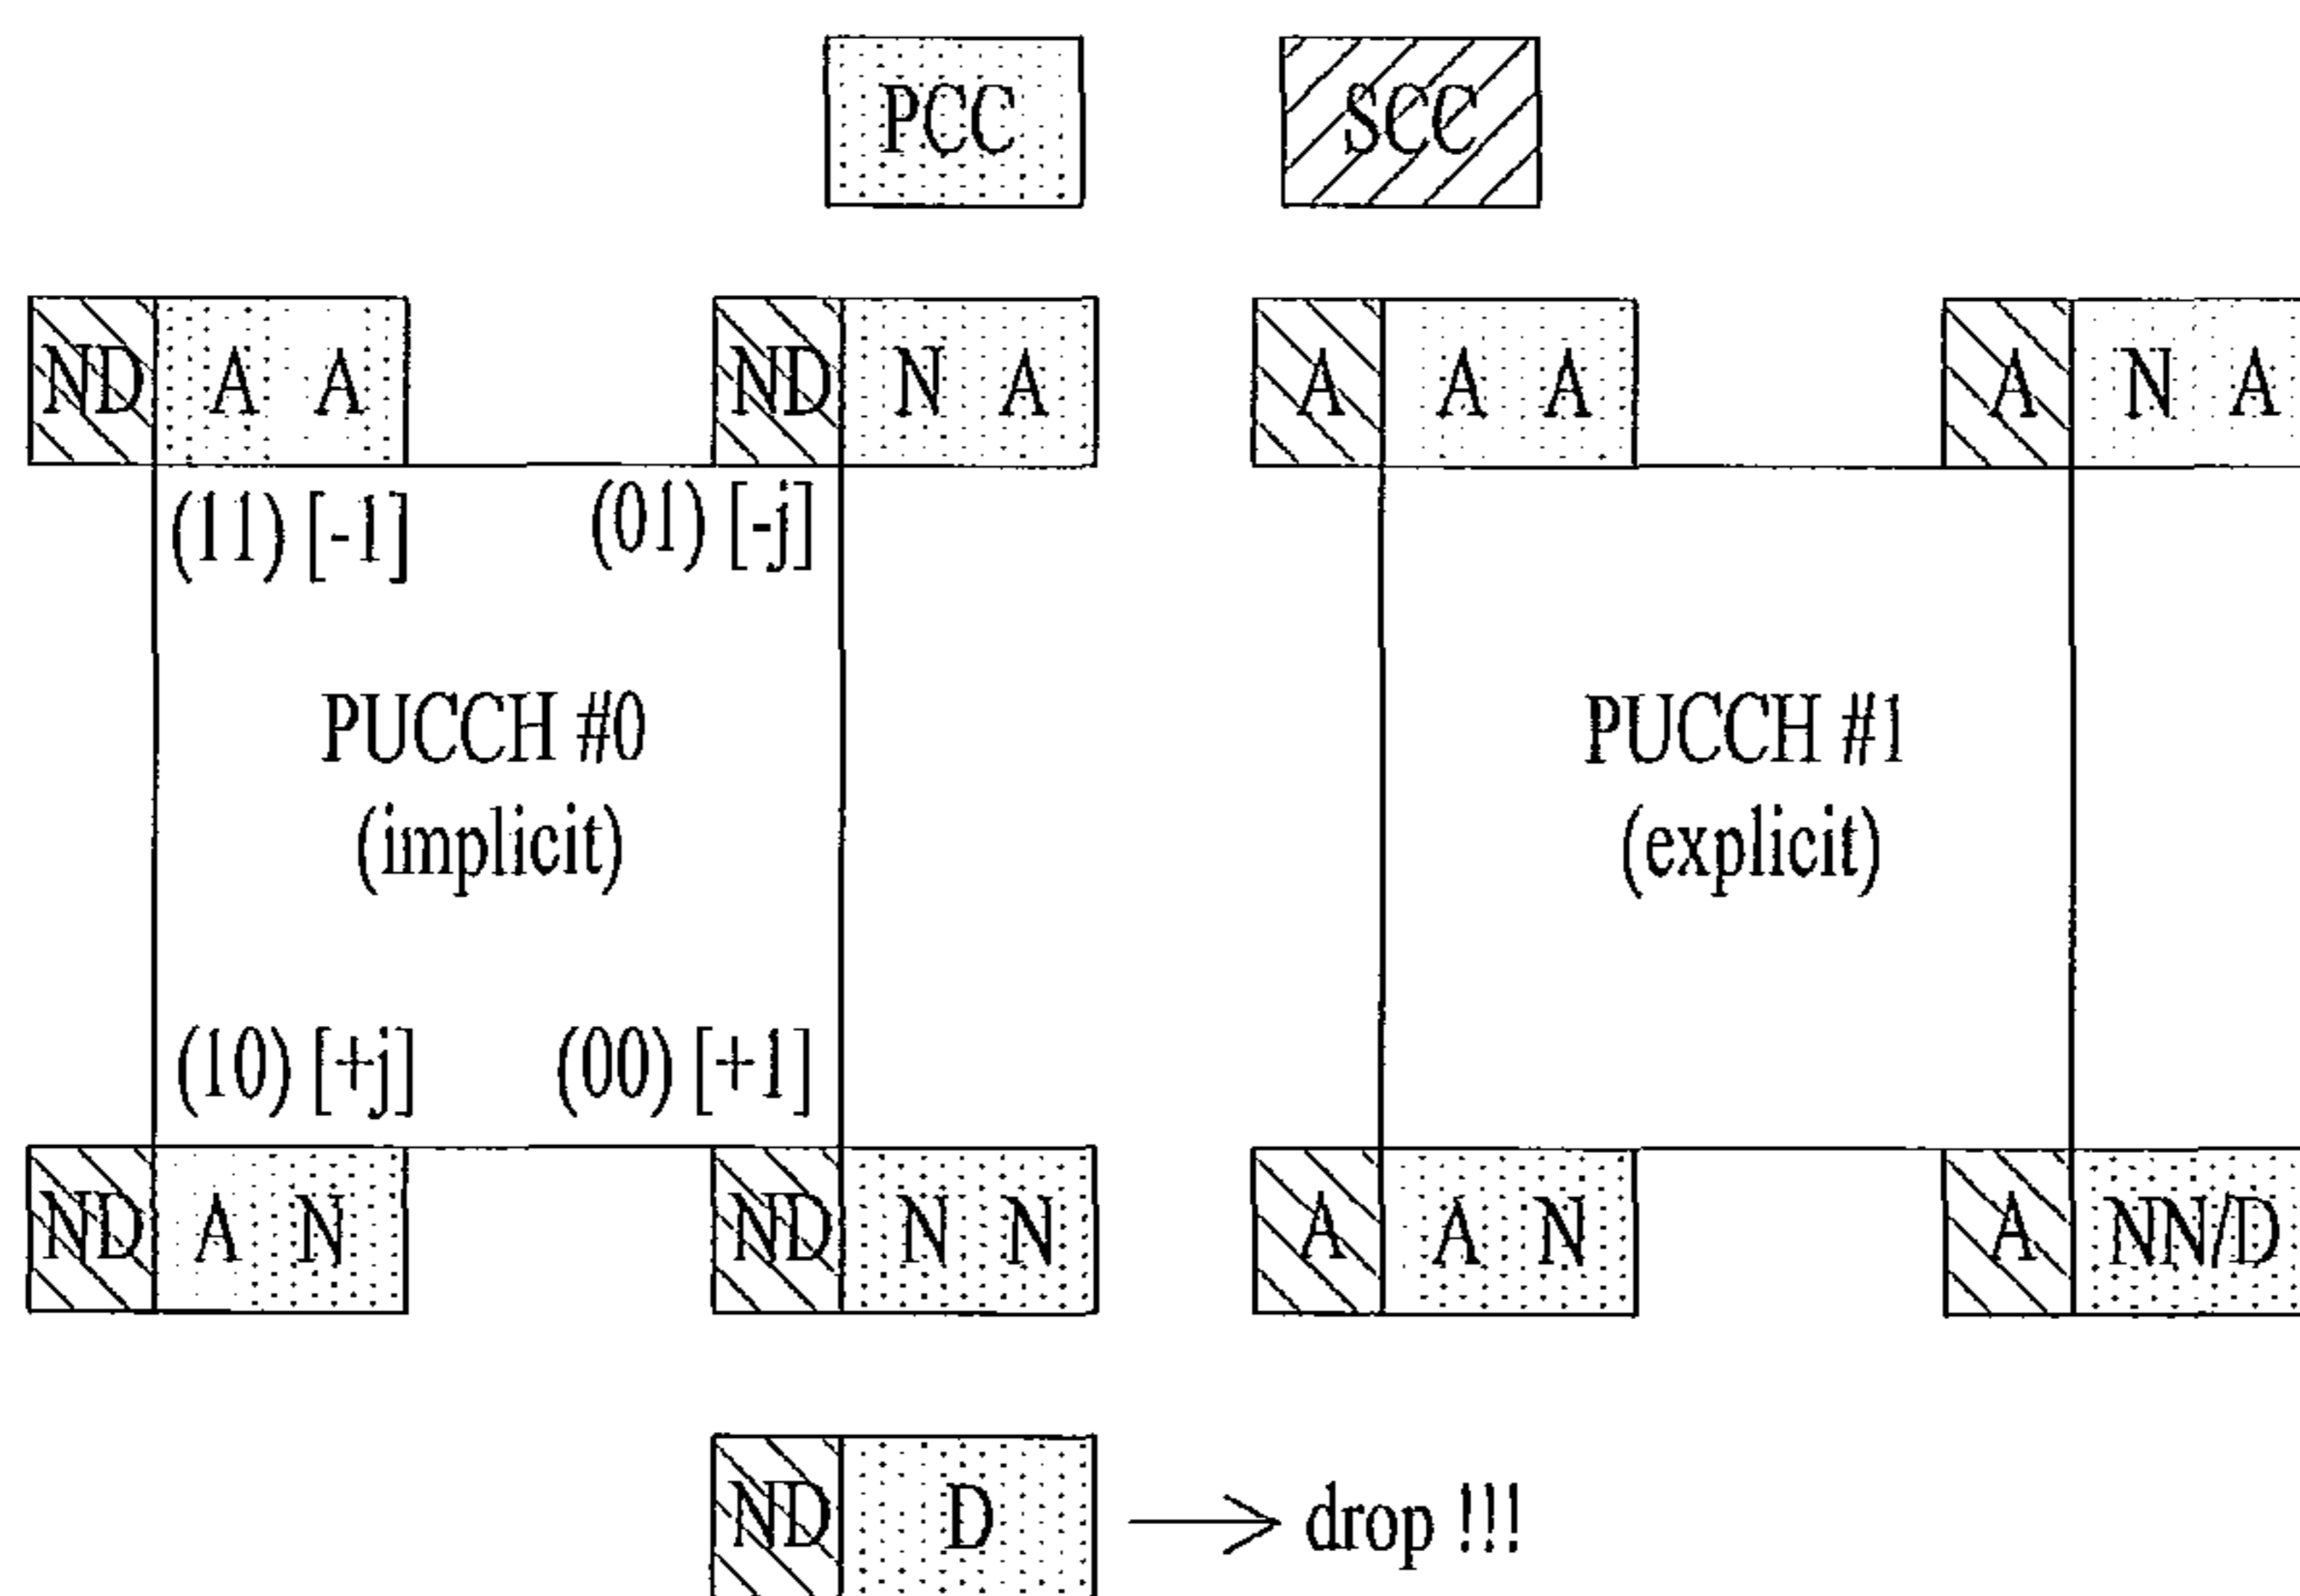 PCC SCC
ND A A ND N A A A A A N A
(11) [-1] (01) [-j]
PUCCH #0 PUCCH #1
(implicit) (explicit)
(10) [+j] (00) [+1]
ND A N ND N N A A N A NN/D
ND D drop !!!